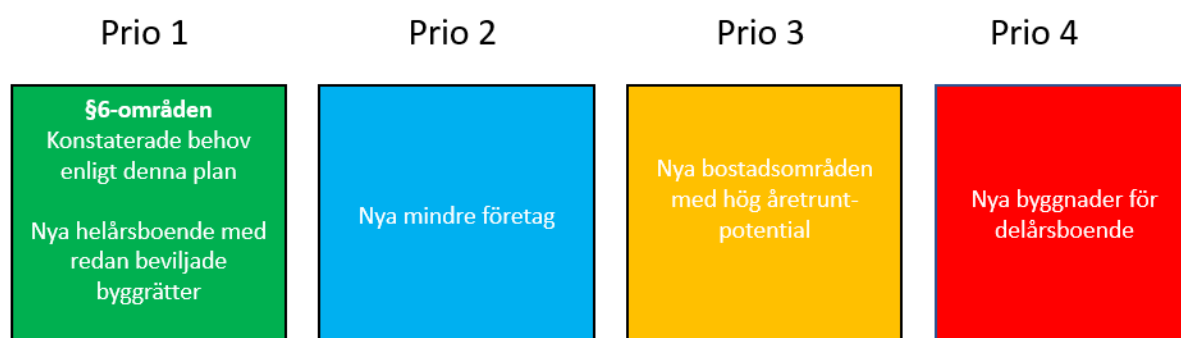 Prio 1
Prio 2
Prio 3
Prio 4
§6-områden
Konstaterade behov
enligt denna plan
Nya helårsboende med
redan beviljade
byggrätter
Nya mindre företag
Nya bostadsområden
med hög åretrunt-
potential
Nya byggnader för
delårsboende